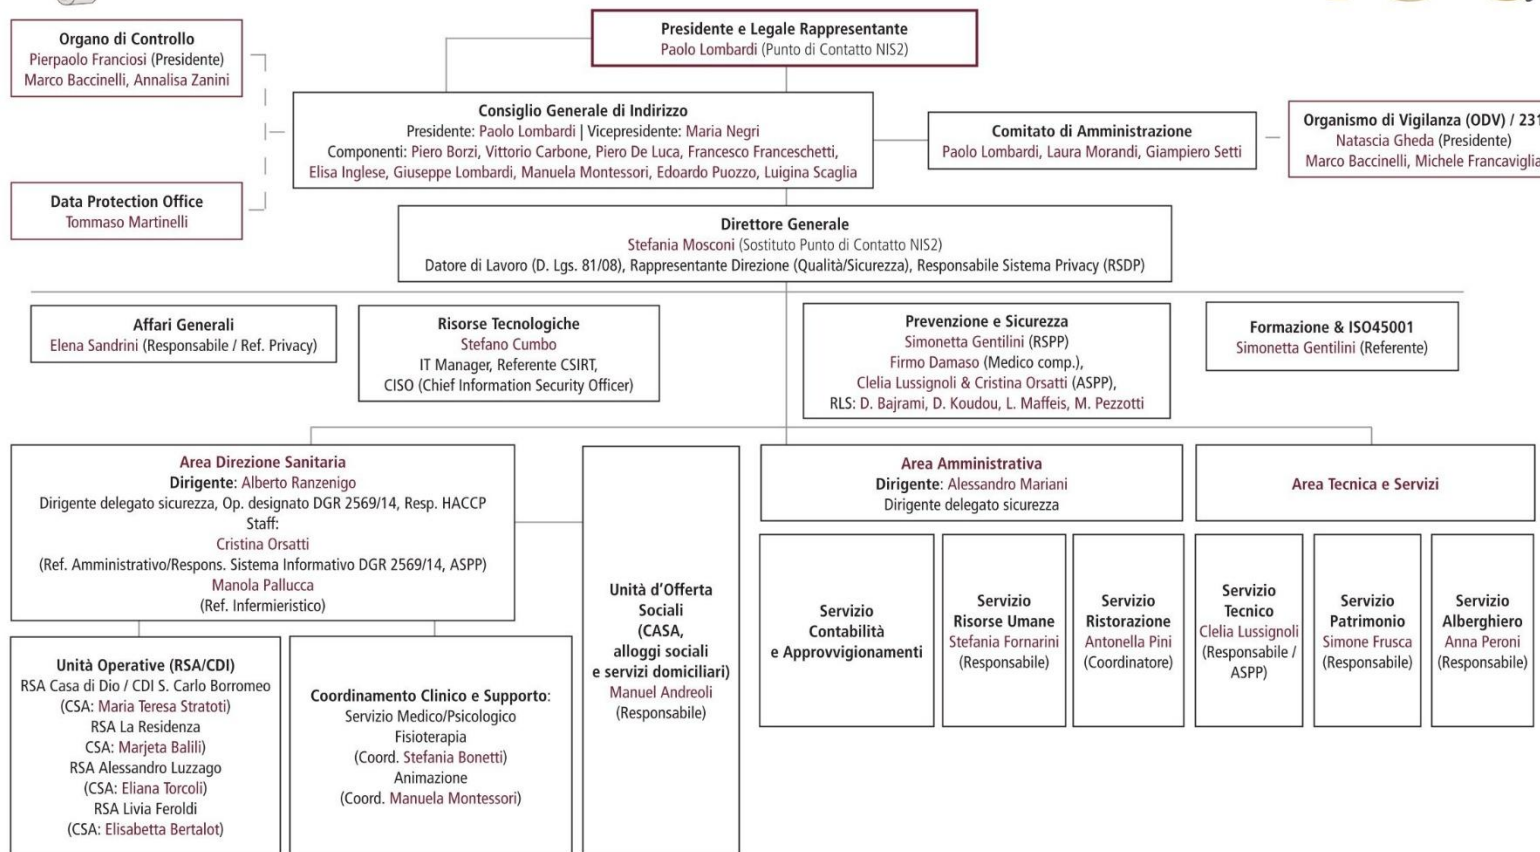 Presidente e Legale Rappresentante
Paolo Lombardi (Punto di Contatto NIS2)
Organo di Controllo
Pierpaolo Franciosi (Presidente)
Marco Baccinelli, Annalisa Zanini
Consiglio Generale di Indirizzo
Presidente: Paolo Lombardi | Vicepresidente: Maria Negri
Componenti: Piero Borzi, Vittorio Carbone, Piero De Luca, Francesco Franceschetti,
Elisa Inglese, Giuseppe Lombardi, Manuela Montessori, Edoardo Puozzo, Luigina Scaglia
Comitato di Amministrazione
Paolo Lombardi, Laura Morandi, Giampiero Setti
Organismo di Vigilanza (ODV) / 231
Natascia Gheda (Presidente)
Marco Baccinelli, Michele Francaviglia
Data Protection Office
Tommaso Martinelli
Direttore Generale
Stefania Mosconi (Sostituto Punto di Contatto NIS2)
Datore di Lavoro (D. Lgs. 81/08), Rappresentante Direzione (Qualità/Sicurezza), Responsabile Sistema Privacy (RSDP)
Affari Generali
Elena Sandrini (Responsabile / Ref. Privacy)
Risorse Tecnologiche
Stefano Cumbo
IT Manager, Referente CSIRT,
CISO (Chief Information Security Officer)
Prevenzione e Sicurezza
Simonetta Gentilini (RSPP)
Firmo Damaso (Medico comp.),
Clelia Lussignoli & Cristina Orsatti (ASPP),
RLS: D. Bajrami, D. Koudou, L. Maffeis, M. Pezzotti
Formazione & ISO45001
Simonetta Gentilini (Referente)
Area Direzione Sanitaria
Dirigente: Alberto Ranzenigo
Dirigente delegato sicurezza, Op. designato DGR 2569/14, Resp. HACCP
Staff:
Cristina Orsatti
(Ref. Amministrativo/Respons. Sistema Informativo DGR 2569/14, ASPP)
Manola Pallucca
(Ref. Infermieristico)
Unità Operative (RSA/CDI)
RSA Casa di Dio / CDI S. Carlo Borromeo
(CSA: Maria Teresa Stratoti)
RSA La Residenza
CSA: Marjeta Balili)
RSA Alessandro Luzzago
(CSA: Eliana Torcoli)
RSA Livia Feroldi
(CSA: Elisabetta Bertalot)
Coordinamento Clinico e Supporto:
Servizio Medico/Psicologico
Fisioterapia
(Coord. Stefania Bonetti)
Animazione
(Coord. Manuela Montessori)
Unità d’Offerta
Sociali
(CASA,
alloggi sociali
e servizi domiciliari)
Manuel Andreoli
(Responsabile)
Area Amministrativa
Dirigente: Alessandro Mariani
Dirigente delegato sicurezza
Servizio
Contabilità
e Approvvigionamenti
Servizio
Risorse Umane
Stefania Fornarini
(Responsabile)
Servizio
Ristorazione
Antonella Pini
(Coordinatore)
Area Tecnica e Servizi
Servizio
Tecnico
Clelia Lussignoli
(Responsabile /
ASPP)
Servizio
Patrimonio
Simone Frusca
(Responsabile)
Servizio
Alberghiero
Anna Peroni
(Responsabile)